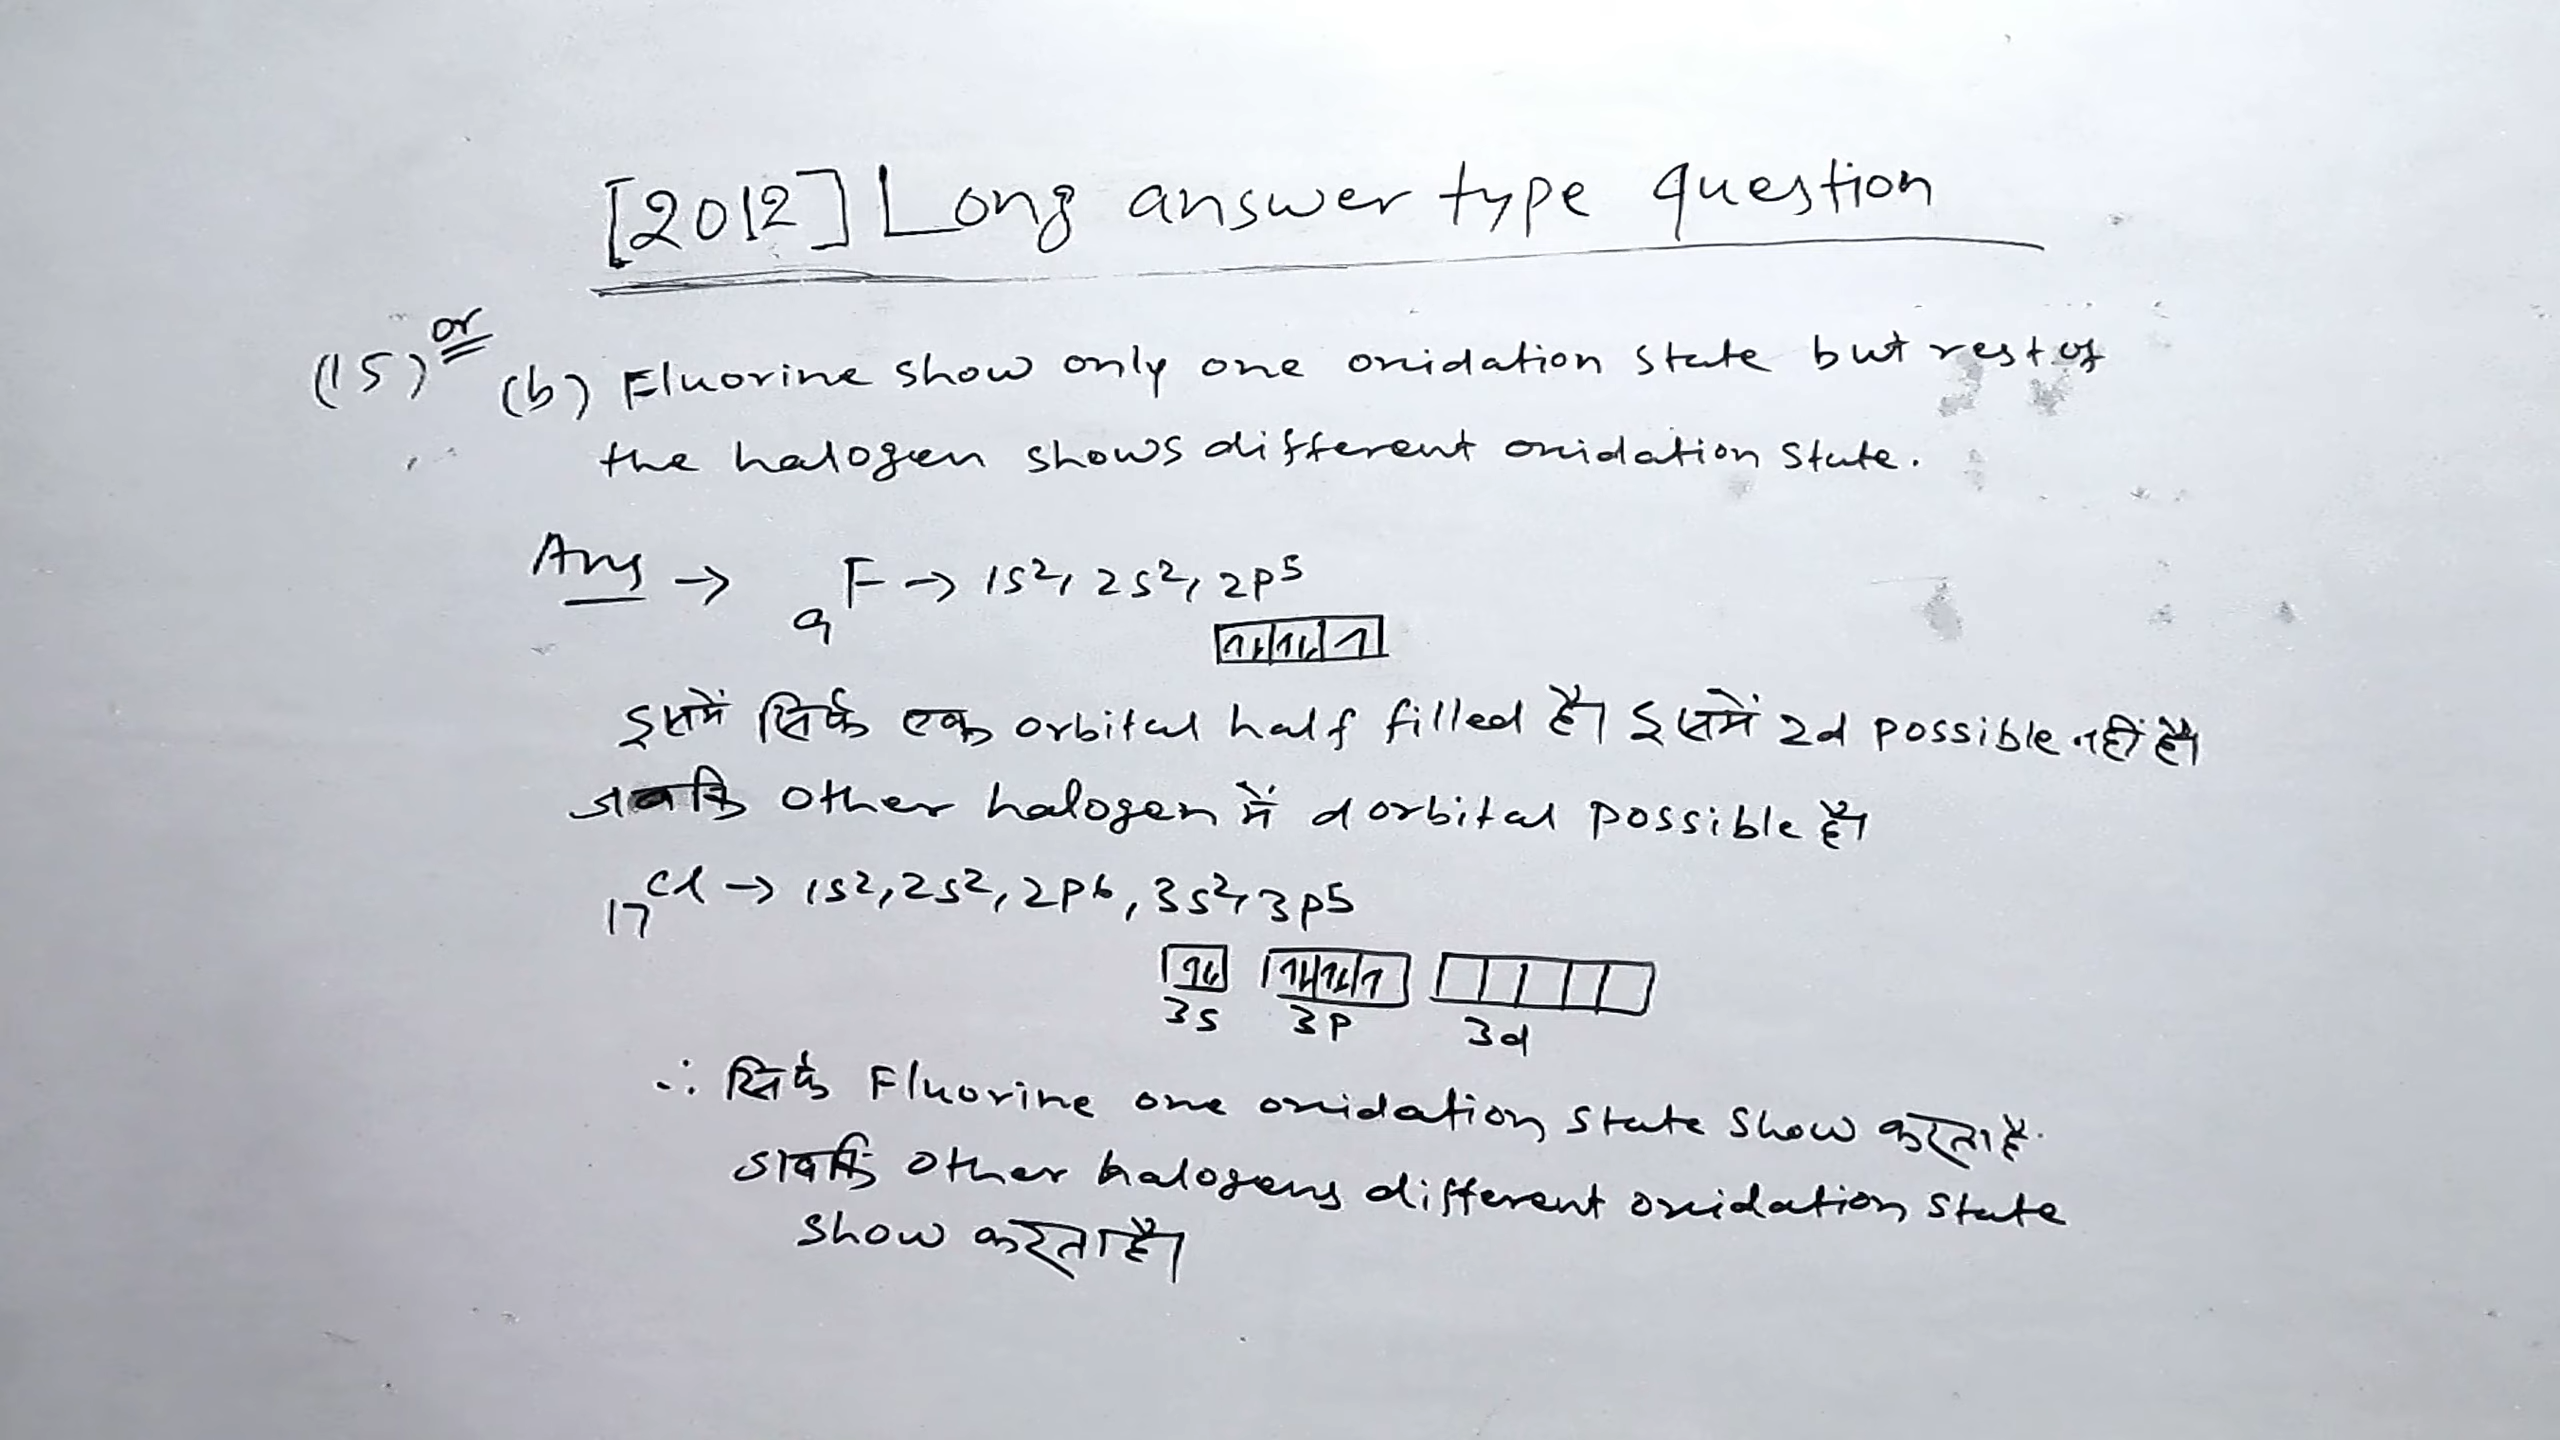 [2012] Long answer type question
(15) or (b) Fluorine show only one oxidation state but rest of
the halogen shows different oxidation state.
Ans → 9F → 1s², 2s², 2p⁵
[↑↓|↑↓|↑]
इसमें सिर्फ एक orbital half filled है। इसमें 2d possible नहीं है।
जबकि other halogen में d orbital possible है।
17Cl → 1s², 2s², 2p⁶, 3s², 3p⁵
[↑↓] [↑↓|↑↓|↑] [ | | | | ]
3s 3p 3d
∴ सिर्फ Fluorine one oxidation state show करता है.
जबकि other halogens different oxidation state
show करता है।